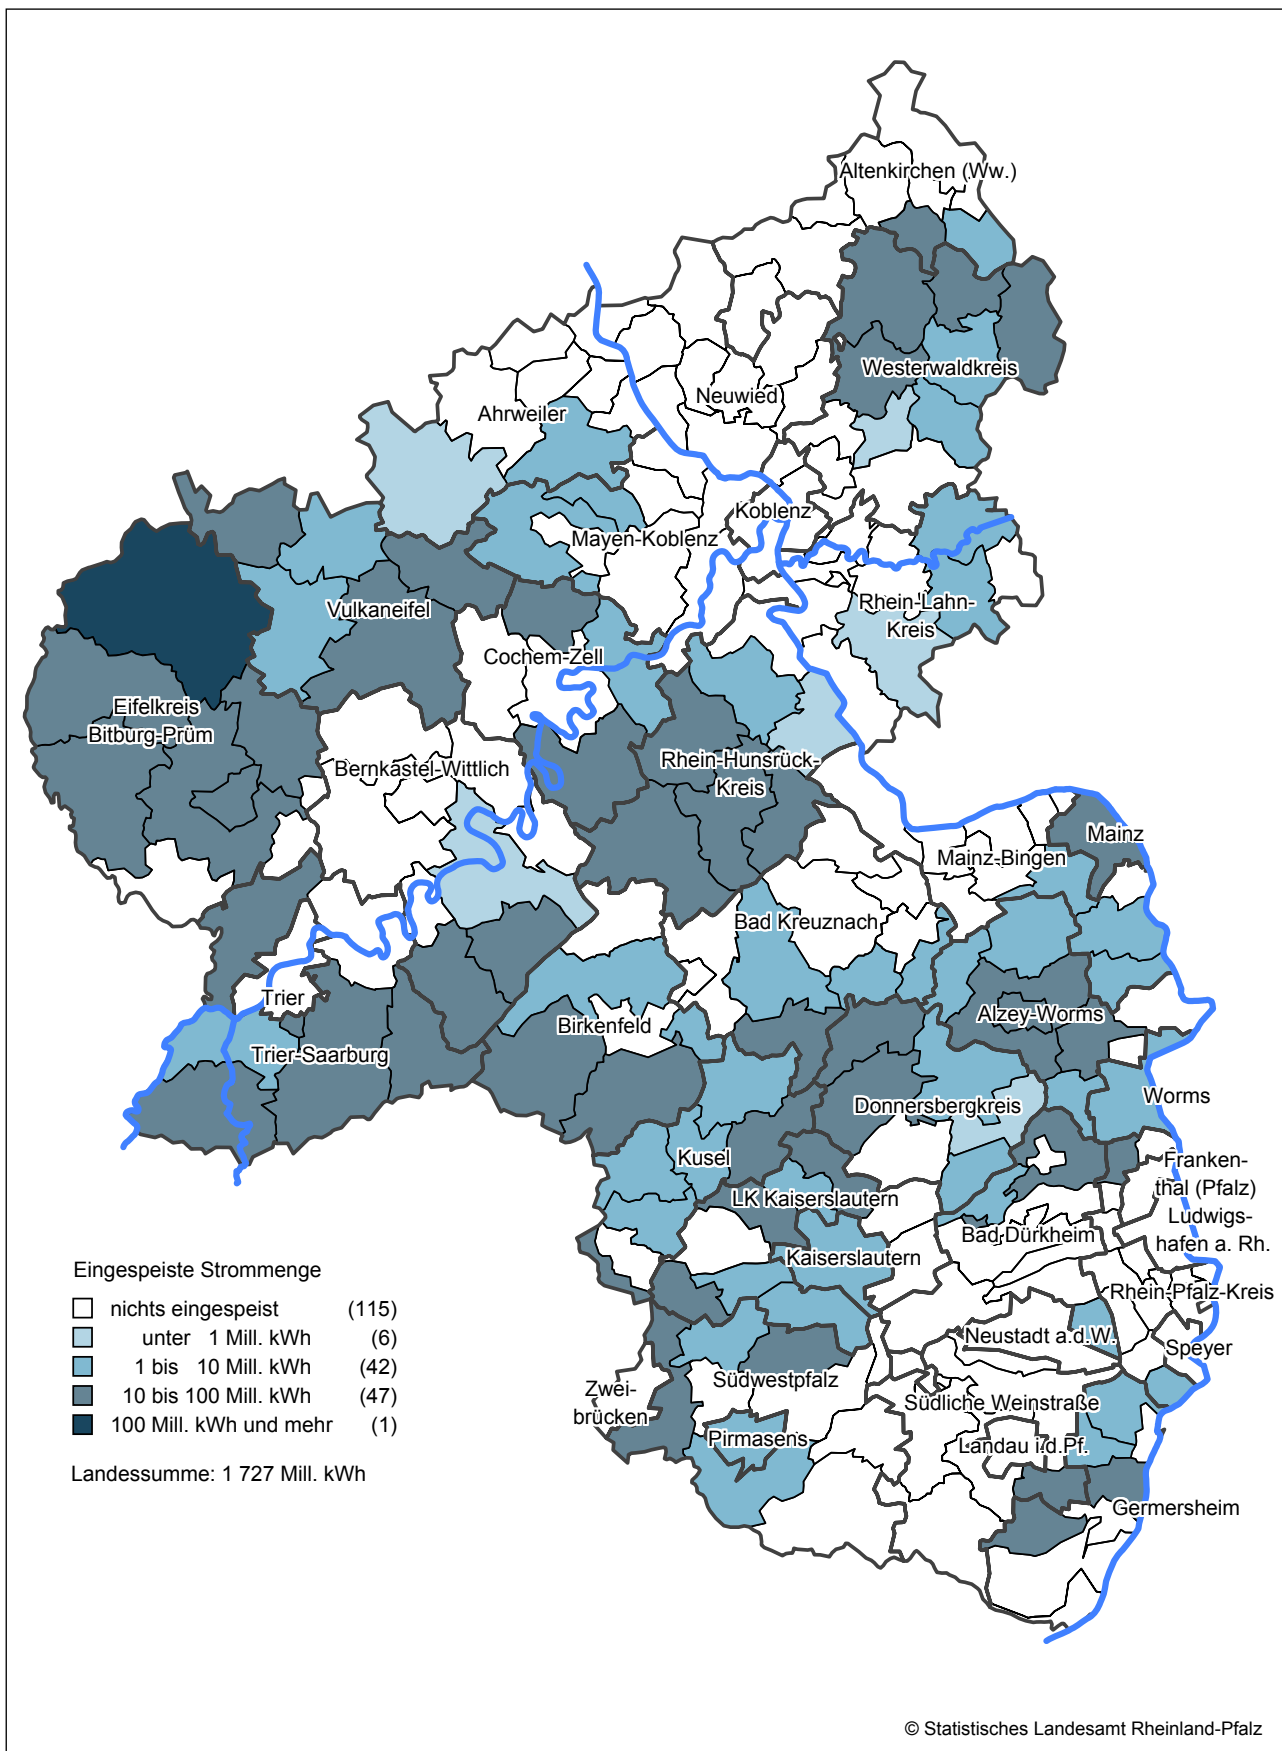 Altenkirchen (Ww.)
Westerwaldkreis
Neuwied
Ahrweiler
Koblenz
Mayen-Koblenz
Rhein-Lahn-
Kreis
Vulkaneifel
Cochem-Zell
Eifelkreis
Bitburg-Prüm
Bernkastel-Wittlich
Rhein-Hunsrück-
Kreis
Mainz
Mainz-Bingen
Bad Kreuznach
Trier
Birkenfeld
Alzey-Worms
Trier-Saarburg
Worms
Donnersbergkreis
Kusel
Franken-
thal (Pfalz)
LK Kaiserslautern
Ludwigs-
hafen a. Rh.
Bad Dürkheim
Kaiserslautern
Rhein-Pfalz-Kreis
Neustadt a.d.W.
Speyer
Südwestpfalz
Zwei-
brücken
Südliche Weinstraße
Pirmasens
Landau i.d.Pf.
Germersheim
Eingespeiste Strommenge
nichts eingespeist (115)
unter 1 Mill. kWh (6)
1 bis 10 Mill. kWh (42)
10 bis 100 Mill. kWh (47)
100 Mill. kWh und mehr (1)
Landessumme: 1 727 Mill. kWh
© Statistisches Landesamt Rheinland-Pfalz